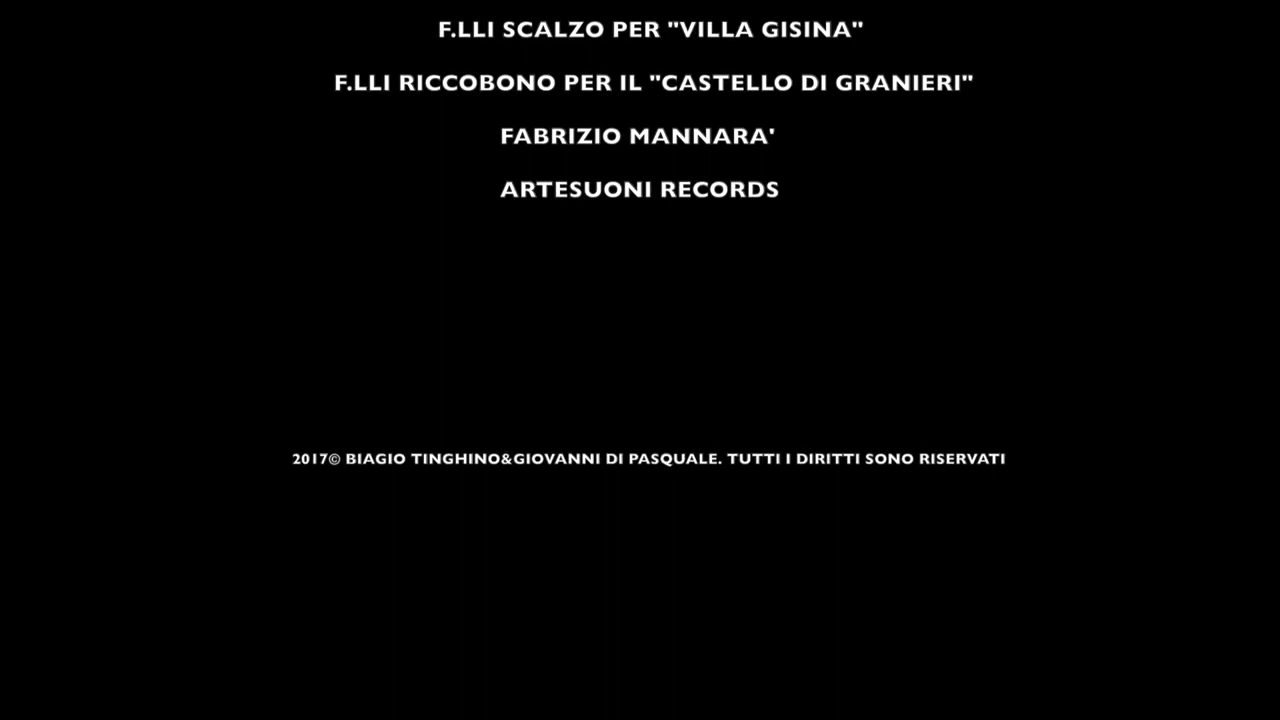 F.LLI SCALZO PER "VILLA GISINA"
F.LLI RICCOBONO PER IL "CASTELLO DI GRANIERI"
FABRIZIO MANNARA'
ARTESUONI RECORDS
2017© BIAGIO TINGHINO&GIOVANNI DI PASQUALE. TUTTI I DIRITTI SONO RISERVATI